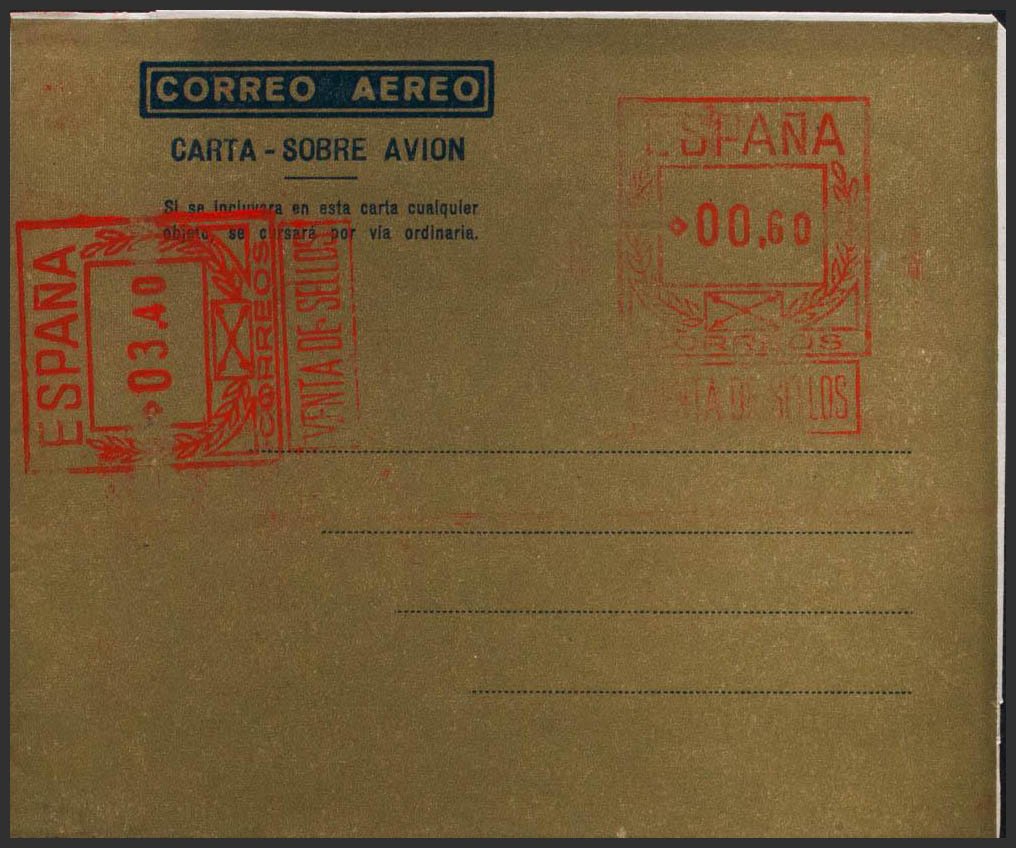 CORREO AEREO
CARTA - SOBRE AVION
Si se incluyera en esta carta cualquier
objeto, se cursará por vía ordinaria.
ESPAÑA
00,60
CORREOS
VENTA DE SELLOS
ESPAÑA
03.40
CORREOS
VENTA DE SELLOS